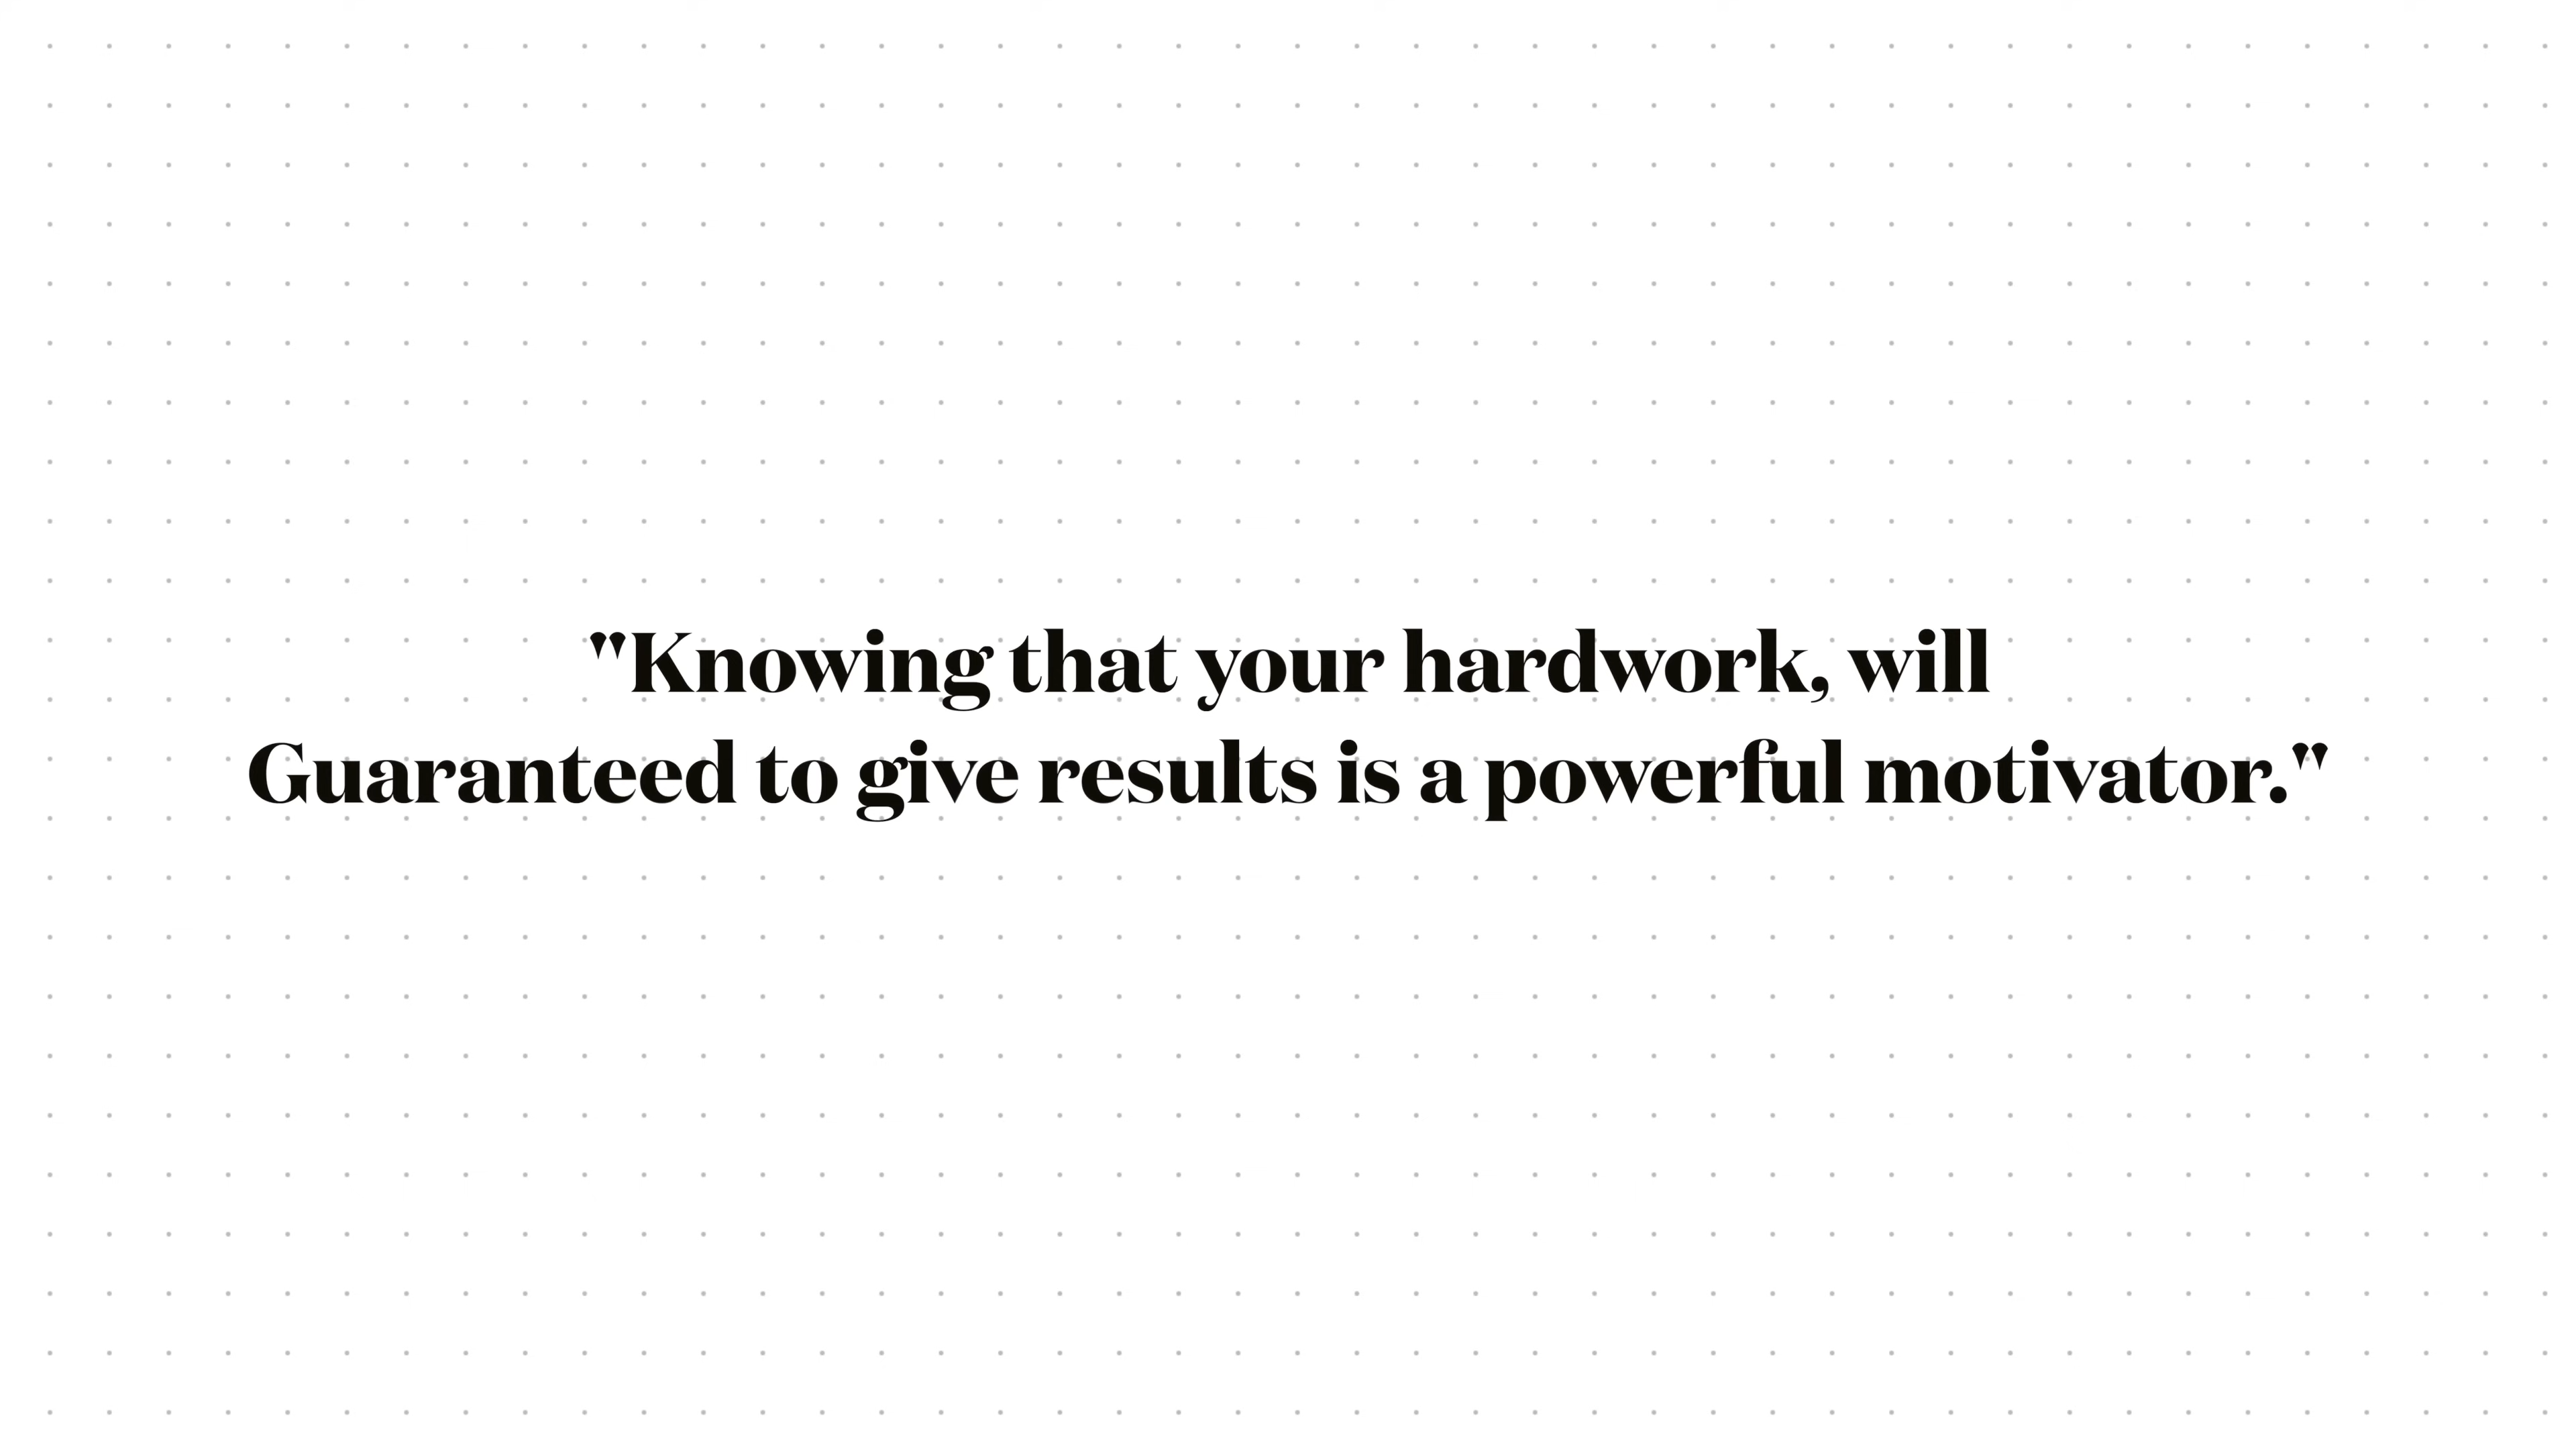 "Knowing that your hardwork, will
Guaranteed to give results is a powerful motivator."